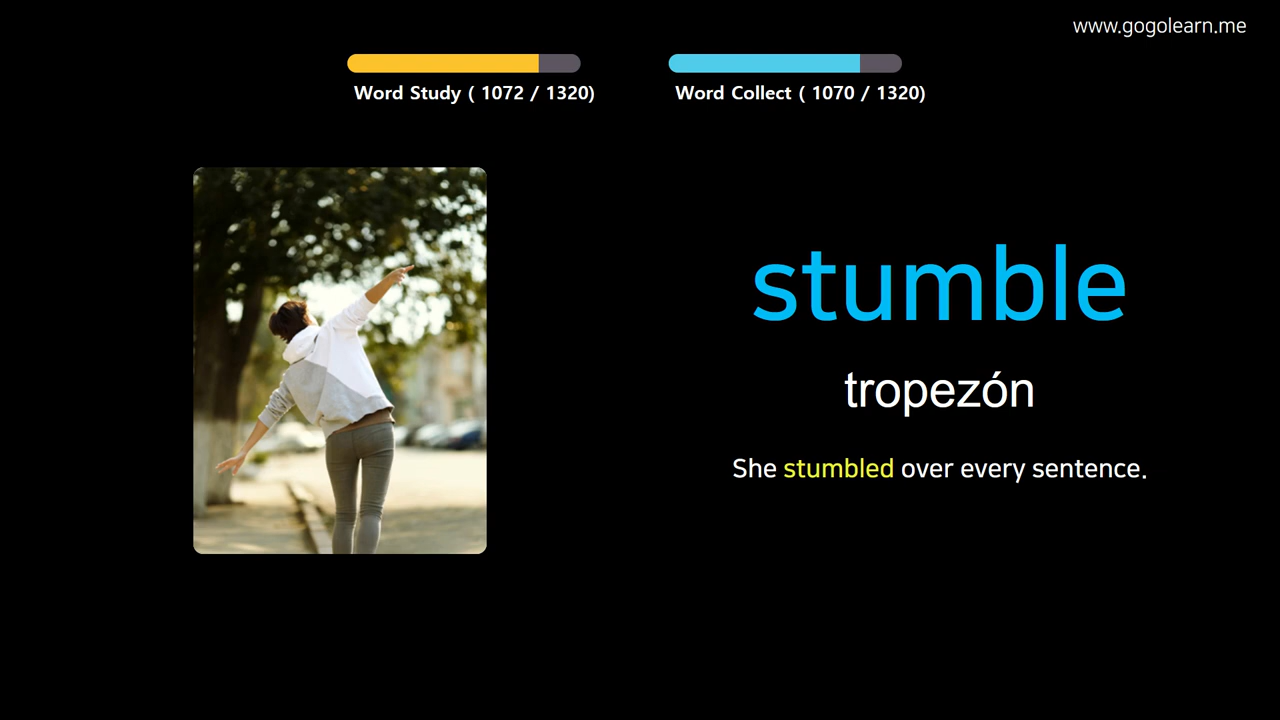 www.gogolearn.me
Word Study ( 1072 / 1320)
Word Collect ( 1070 / 1320)
stumble
tropezón
She stumbled over every sentence.